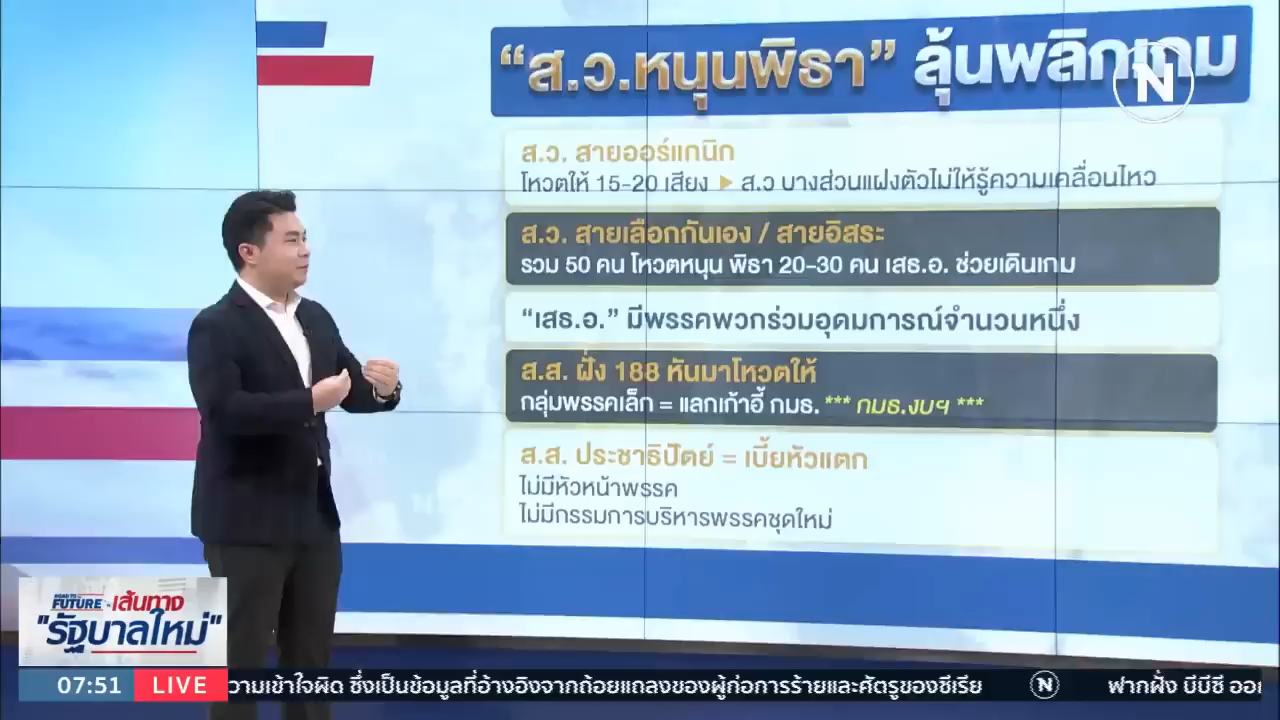 “ส.ว.หนุนพิธา” ลุ้นพลิกเกม
N
ส.ว. สายออร์แกนิก
โหวตให้ 15-20 เสียง ▶ ส.ว บางส่วนแฝงตัวไม่ให้รู้ความเคลื่อนไหว
ส.ว. สายเลือกกันเอง / สายอิสระ
รวม 50 คน โหวตหนุน พิธา 20-30 คน เสธ.อ. ช่วยเดินเกม
“เสธ.อ.” มีพรรคพวกร่วมอุดมการณ์จำนวนหนึ่ง
ส.ส. ฝั่ง 188 หันมาโหวตให้
กลุ่มพรรคเล็ก = แลกเก้าอี้ กมธ. *** กมธ.งบฯ ***
ส.ส. ประชาธิปัตย์ = เบี้ยหัวแตก
ไม่มีหัวหน้าพรรค
ไม่มีกรรมการบริหารพรรคชุดใหม่
ROAD TO FUTURE เส้นทาง
"รัฐบาลใหม่"
07:51 LIVE วามเข้าใจผิด ซึ่งเป็นข้อมูลที่อ้างอิงจากถ้อยแถลงของผู้ก่อการร้ายและศัตรูของซีเรีย N ฟากฝั่ง บีบีซี ออก